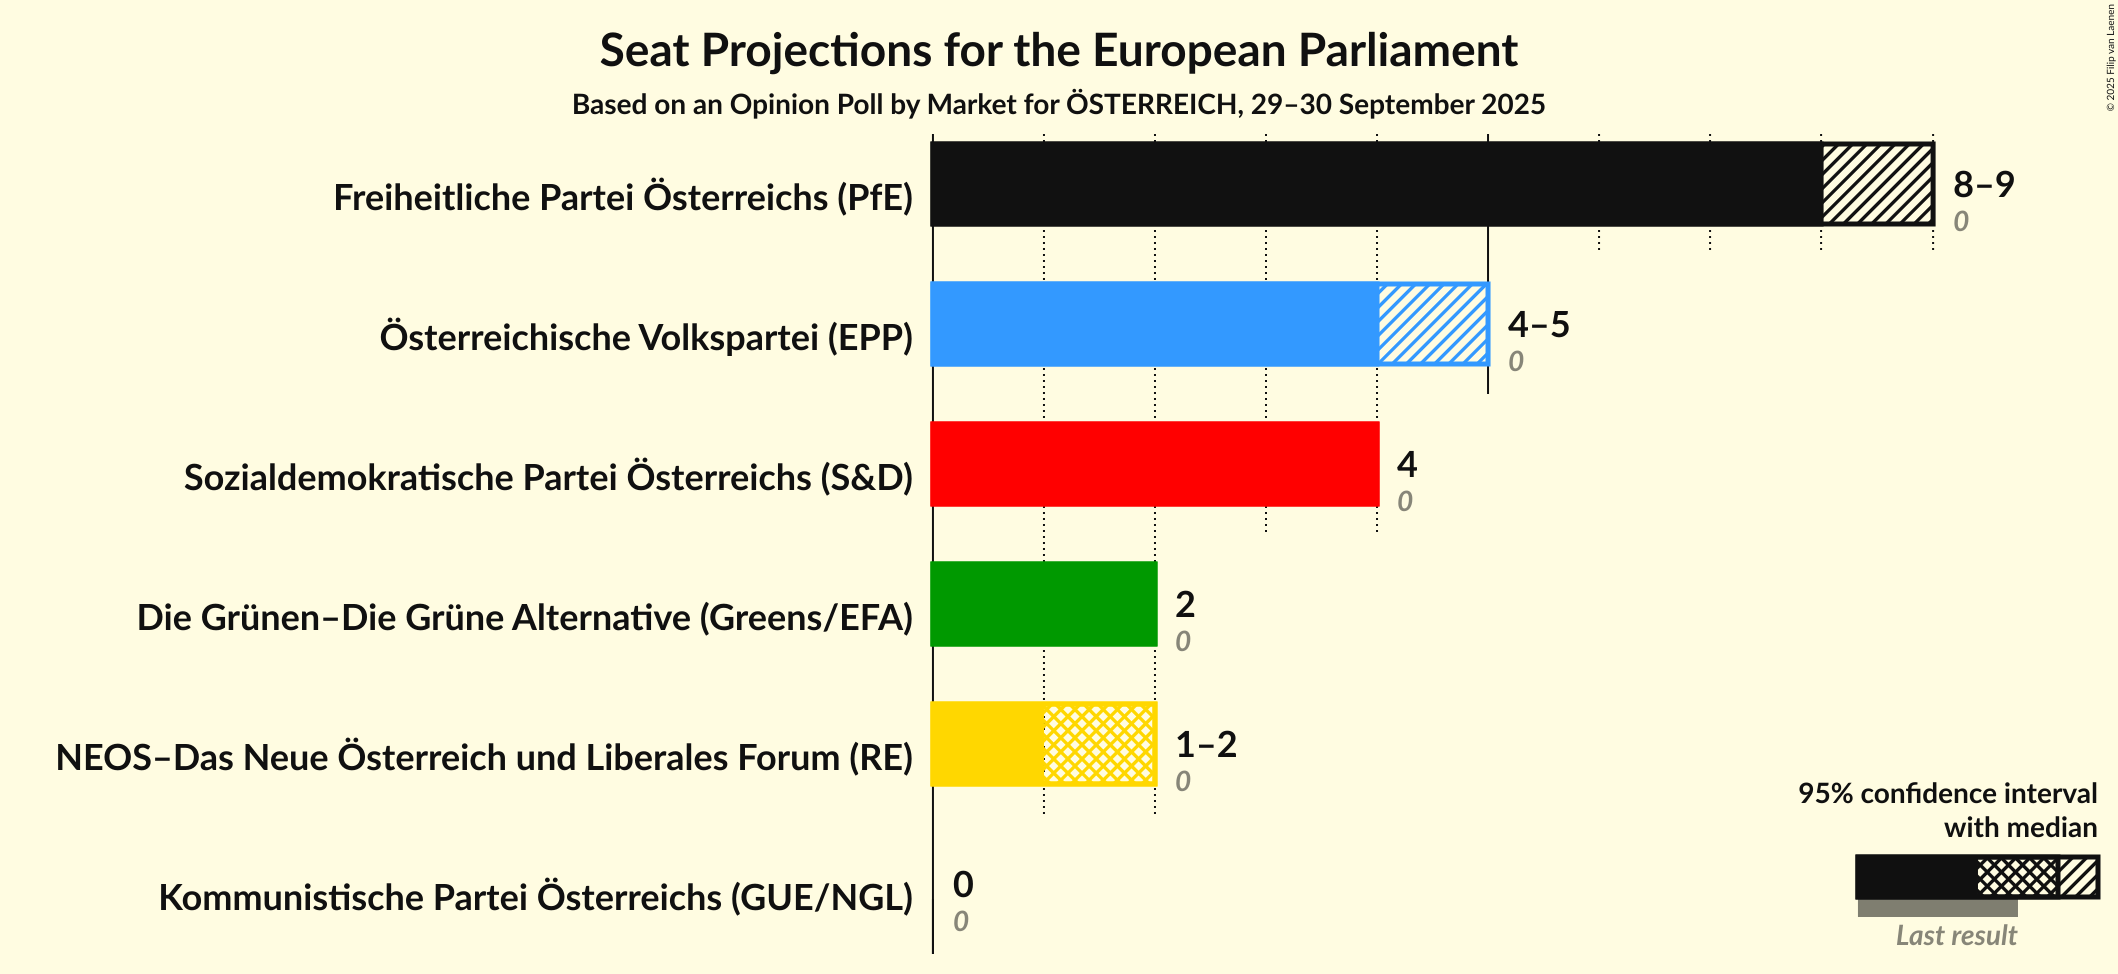 Seat Projections for the European Parliament
Based on an Opinion Poll by Market for ÖSTERREICH, 29–30 September 2025
© 2025 Filip van Laenen
Freiheitliche Partei Österreichs (PfE)
8–9
0
Österreichische Volkspartei (EPP)
4–5
0
Sozialdemokratische Partei Österreichs (S&D)
4
0
Die Grünen–Die Grüne Alternative (Greens/EFA)
2
0
NEOS–Das Neue Österreich und Liberales Forum (RE)
1–2
0
Kommunistische Partei Österreichs (GUE/NGL)
0
0
95% confidence interval
with median
Last result